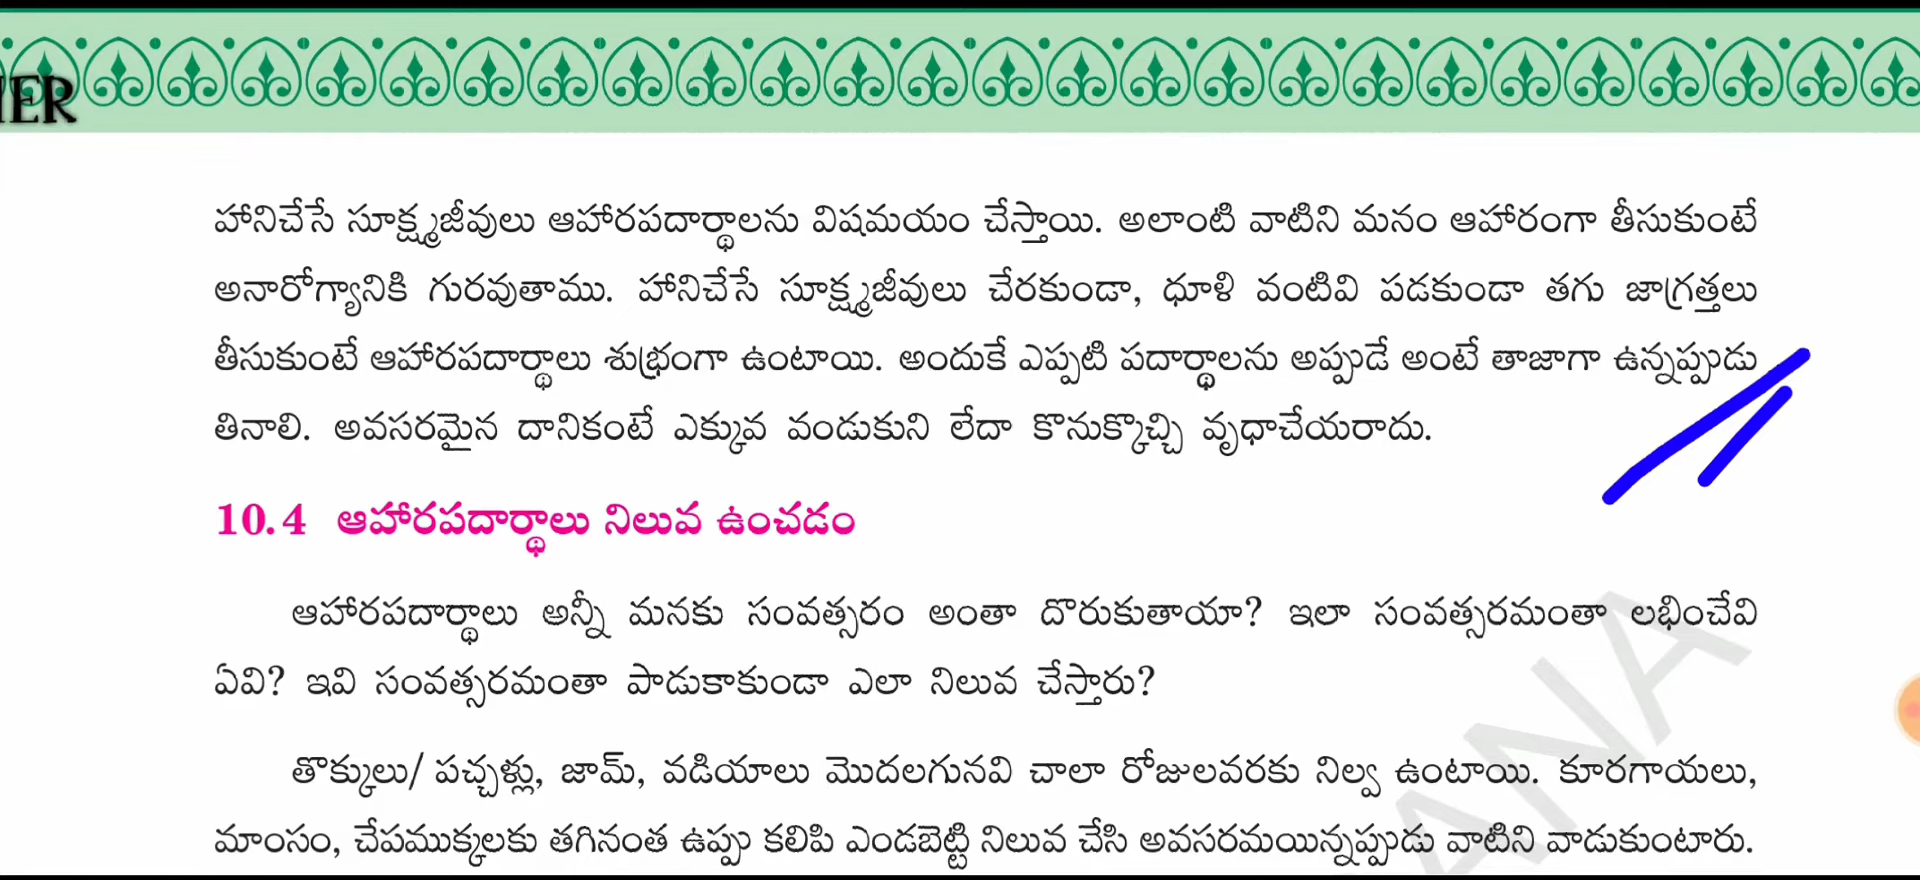 హానిచేసే సూక్ష్మజీవులు ఆహారపదార్థాలను విషమయం చేస్తాయి. అలాంటి వాటిని మనం ఆహారంగా తీసుకుంటే
అనారోగ్యానికి గురవుతాము. హానిచేసే సూక్ష్మజీవులు చేరకుండా, ధూళి వంటివి పడకుండా తగు జాగ్రత్తలు
తీసుకుంటే ఆహారపదార్థాలు శుభ్రంగా ఉంటాయి. అందుకే ఎప్పటి పదార్థాలను అప్పుడే అంటే తాజాగా ఉన్నప్పుడు
తినాలి. అవసరమైన దానికంటే ఎక్కువ వండుకుని లేదా కొనుక్కొచ్చి వృధాచేయరాదు.
10.4 ఆహారపదార్థాలు నిలువ ఉంచడం
ఆహారపదార్థాలు అన్నీ మనకు సంవత్సరం అంతా దొరుకుతాయా? ఇలా సంవత్సరమంతా లభించేవి
ఏవి? ఇవి సంవత్సరమంతా పాడుకాకుండా ఎలా నిలువ చేస్తారు?
తొక్కులు/ పచ్చళ్లు, జామ్, వడియాలు మొదలగునవి చాలా రోజులవరకు నిల్వ ఉంటాయి. కూరగాయలు,
మాంసం, చేపముక్కలకు తగినంత ఉప్పు కలిపి ఎండబెట్టి నిలువ చేసి అవసరమయిన్నప్పుడు వాటిని వాడుకుంటారు.